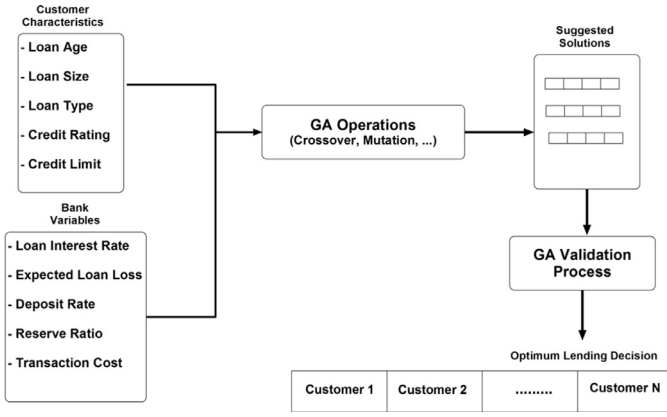 Customer
Characteristics
- Loan Age
- Loan Size
- Loan Type
- Credit Rating
- Credit Limit
Bank
Variables
- Loan Interest Rate
- Expected Loan Loss
- Deposit Rate
- Reserve Ratio
- Transaction Cost
GA Operations
(Crossover, Mutation, ...)
Suggested
Solutions
GA Validation
Process
Optimum Lending Decision
Customer 1 Customer 2 ......... Customer N